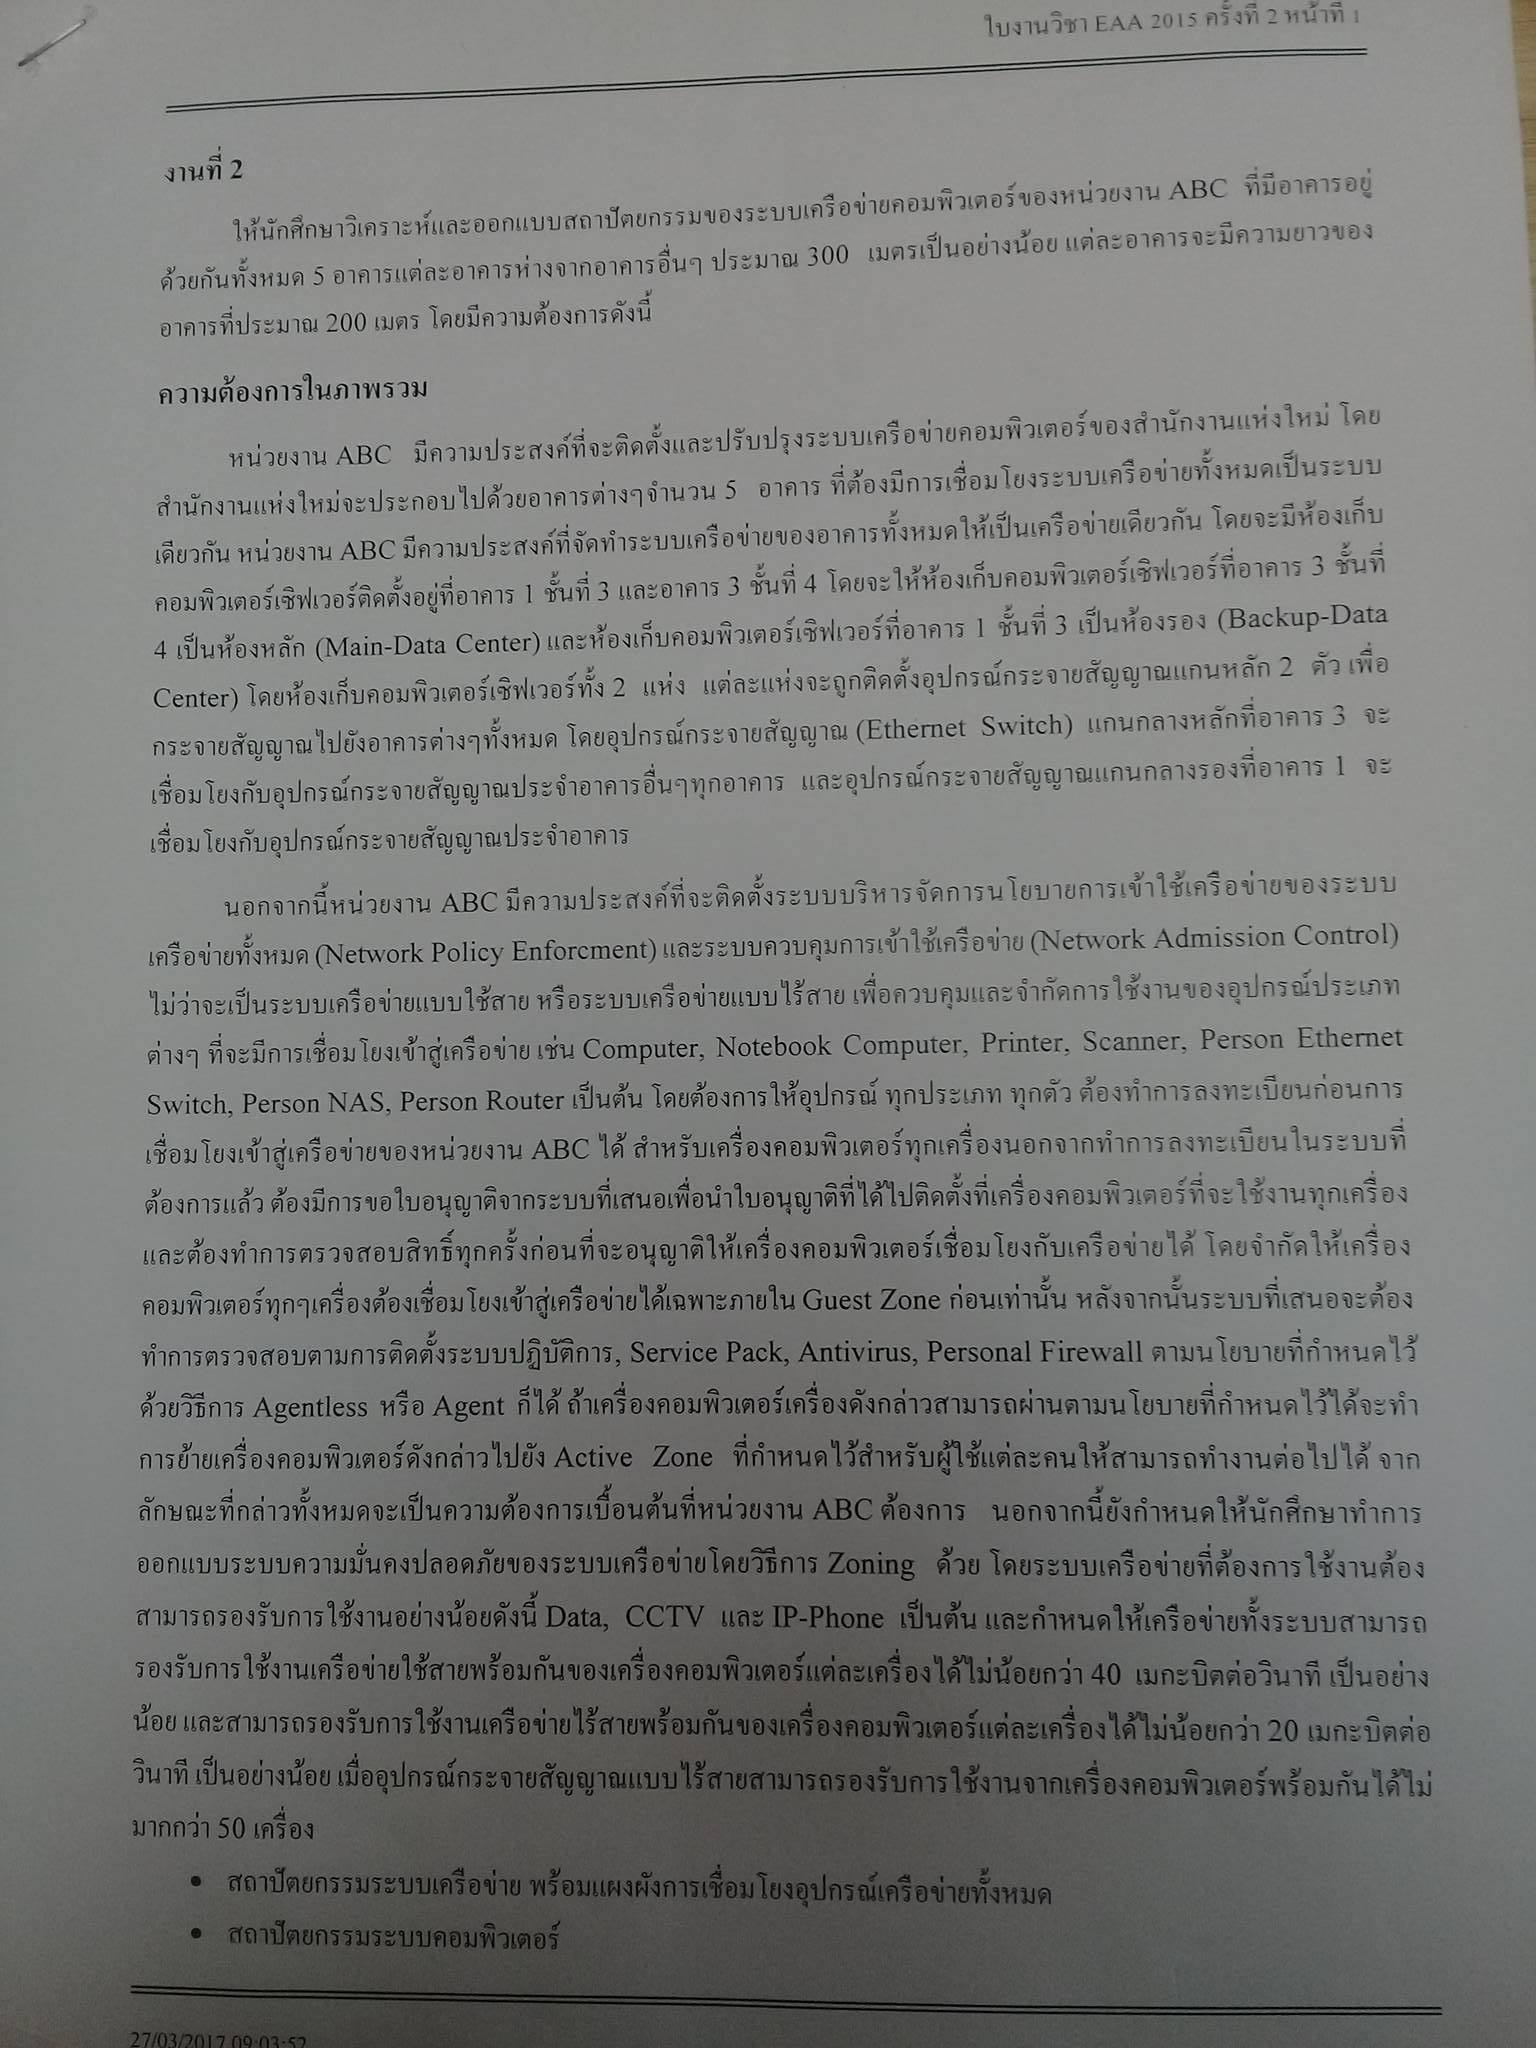 ใบงานวิชา EAA 2015 ครั้งที่ 2 หน้าที่ 1
งานที่ 2
ให้นักศึกษาวิเคราะห์และออกแบบสถาปัตยกรรมของระบบเครือข่ายคอมพิวเตอร์ของหน่วยงาน ABC ที่มีอาคารอยู่
ด้วยกันทั้งหมด 5 อาคารแต่ละอาคารห่างจากอาคารอื่นๆ ประมาณ 300 เมตรเป็นอย่างน้อย แต่ละอาคารจะมีความยาวของ
อาคารที่ประมาณ 200 เมตร โดยมีความต้องการดังนี้
ความต้องการในภาพรวม
หน่วยงาน ABC มีความประสงค์ที่จะติดตั้งและปรับปรุงระบบเครือข่ายคอมพิวเตอร์ของสำนักงานแห่งใหม่ โดย
สำนักงานแห่งใหม่จะประกอบไปด้วยอาคารต่างๆจำนวน 5 อาคาร ที่ต้องมีการเชื่อมโยงระบบเครือข่ายทั้งหมดเป็นระบบ
เดียวกัน หน่วยงาน ABC มีความประสงค์ที่จัดทำระบบเครือข่ายของอาคารทั้งหมดให้เป็นเครือข่ายเดียวกัน โดยจะมีห้องเก็บ
คอมพิวเตอร์เซิฟเวอร์ติดตั้งอยู่ที่อาคาร 1 ชั้นที่ 3 และอาคาร 3 ชั้นที่ 4 โดยจะให้ห้องเก็บคอมพิวเตอร์เซิฟเวอร์ที่อาคาร 3 ชั้นที่
4 เป็นห้องหลัก (Main-Data Center) และห้องเก็บคอมพิวเตอร์เซิฟเวอร์ที่อาคาร 1 ชั้นที่ 3 เป็นห้องรอง (Backup-Data
Center) โดยห้องเก็บคอมพิวเตอร์เซิฟเวอร์ทั้ง 2 แห่ง แต่ละแห่งจะถูกติดตั้งอุปกรณ์กระจายสัญญาณแกนหลัก 2 ตัว เพื่อ
กระจายสัญญาณไปยังอาคารต่างๆทั้งหมด โดยอุปกรณ์กระจายสัญญาณ (Ethernet Switch) แกนกลางหลักที่อาคาร 3 จะ
เชื่อมโยงกับอุปกรณ์กระจายสัญญาณประจำอาคารอื่นๆทุกอาคาร และอุปกรณ์กระจายสัญญาณแกนกลางรองที่อาคาร 1 จะ
เชื่อมโยงกับอุปกรณ์กระจายสัญญาณประจำอาคาร
นอกจากนี้หน่วยงาน ABC มีความประสงค์ที่จะติดตั้งระบบบริหารจัดการนโยบายการเข้าใช้เครือข่ายของระบบ
เครือข่ายทั้งหมด (Network Policy Enforcment) และระบบควบคุมการเข้าใช้เครือข่าย (Network Admission Control)
ไม่ว่าจะเป็นระบบเครือข่ายแบบใช้สาย หรือระบบเครือข่ายแบบไร้สาย เพื่อควบคุมและจำกัดการใช้งานของอุปกรณ์ประเภท
ต่างๆ ที่จะมีการเชื่อมโยงเข้าสู่เครือข่าย เช่น Computer, Notebook Computer, Printer, Scanner, Person Ethernet
Switch, Person NAS, Person Router เป็นต้น โดยต้องการให้อุปกรณ์ ทุกประเภท ทุกตัว ต้องทำการลงทะเบียนก่อนการ
เชื่อมโยงเข้าสู่เครือข่ายของหน่วยงาน ABC ได้ สำหรับเครื่องคอมพิวเตอร์ทุกเครื่องนอกจากทำการลงทะเบียนในระบบที่
ต้องการแล้ว ต้องมีการขอใบอนุญาติจากระบบที่เสนอเพื่อนำใบอนุญาติที่ได้ไปติดตั้งที่เครื่องคอมพิวเตอร์ที่จะใช้งานทุกเครื่อง
และต้องทำการตรวจสอบสิทธิ์ทุกครั้งก่อนที่จะอนุญาติให้เครื่องคอมพิวเตอร์เชื่อมโยงกับเครือข่ายได้ โดยจำกัดให้เครื่อง
คอมพิวเตอร์ทุกๆเครื่องต้องเชื่อมโยงเข้าสู่เครือข่ายได้เฉพาะภายใน Guest Zone ก่อนเท่านั้น หลังจากนั้นระบบที่เสนอจะต้อง
ทำการตรวจสอบตามการติดตั้งระบบปฏิบัติการ, Service Pack, Antivirus, Personal Firewall ตามนโยบายที่กำหนดไว้
ด้วยวิธีการ Agentless หรือ Agent ก็ได้ ถ้าเครื่องคอมพิวเตอร์เครื่องดังกล่าวสามารถผ่านตามนโยบายที่กำหนดไว้ได้จะทำ
การย้ายเครื่องคอมพิวเตอร์ดังกล่าวไปยัง Active Zone ที่กำหนดไว้สำหรับผู้ใช้แต่ละคนให้สามารถทำงานต่อไปได้ จาก
ลักษณะที่กล่าวทั้งหมดจะเป็นความต้องการเบื้อนต้นที่หน่วยงาน ABC ต้องการ นอกจากนี้ยังกำหนดให้นักศึกษาทำการ
ออกแบบระบบความมั่นคงปลอดภัยของระบบเครือข่ายโดยวิธีการ Zoning ด้วย โดยระบบเครือข่ายที่ต้องการใช้งานต้อง
สามารถรองรับการใช้งานอย่างน้อยดังนี้ Data, CCTV และ IP-Phone เป็นต้น และกำหนดให้เครือข่ายทั้งระบบสามารถ
รองรับการใช้งานเครือข่ายใช้สายพร้อมกันของเครื่องคอมพิวเตอร์แต่ละเครื่องได้ไม่น้อยกว่า 40 เมกะบิตต่อวินาที เป็นอย่าง
น้อย และสามารถรองรับการใช้งานเครือข่ายไร้สายพร้อมกันของเครื่องคอมพิวเตอร์แต่ละเครื่องได้ไม่น้อยกว่า 20 เมกะบิตต่อ
วินาที เป็นอย่างน้อย เมื่ออุปกรณ์กระจายสัญญาณแบบไร้สายสามารถรองรับการใช้งานจากเครื่องคอมพิวเตอร์พร้อมกันได้ไม่
มากกว่า 50 เครื่อง
• สถาปัตยกรรมระบบเครือข่าย พร้อมแผงผังการเชื่อมโยงอุปกรณ์เครือข่ายทั้งหมด
• สถาปัตยกรรมระบบคอมพิวเตอร์
27/03/2017 09:03:52